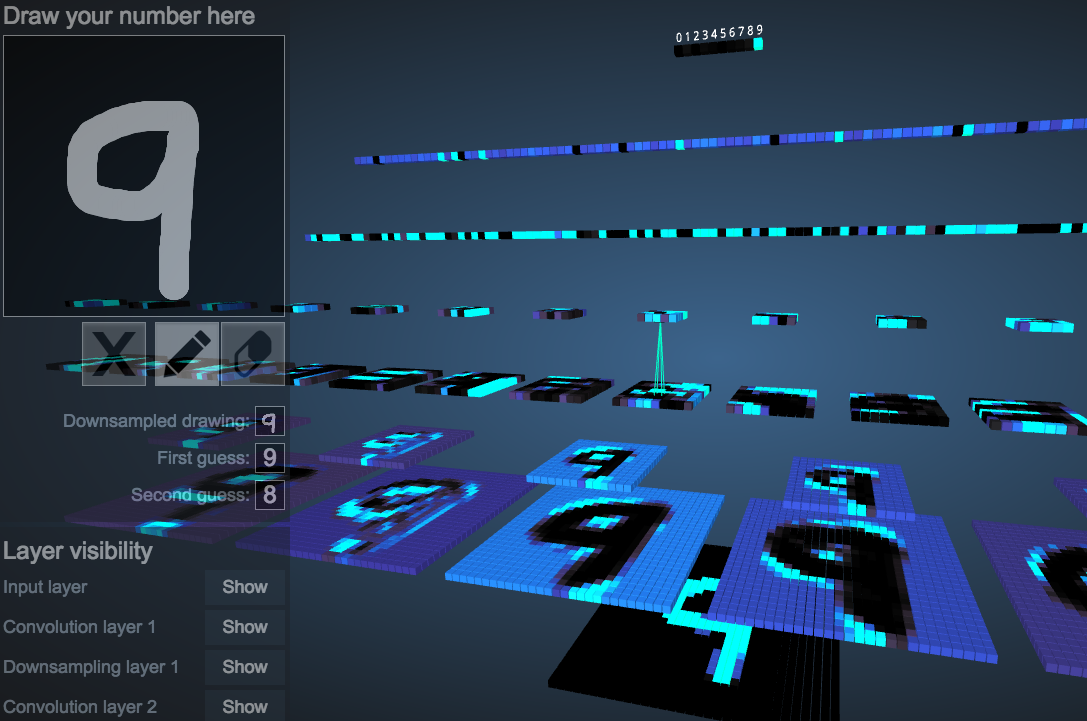 Draw your number here
0 1 2 3 4 5 6 7 8 9
9
X
Downsampled drawing: 9
First guess: 9
Second guess: 8
Layer visibility
Input layer Show
Convolution layer 1 Show
Downsampling layer 1 Show
Convolution layer 2 Show